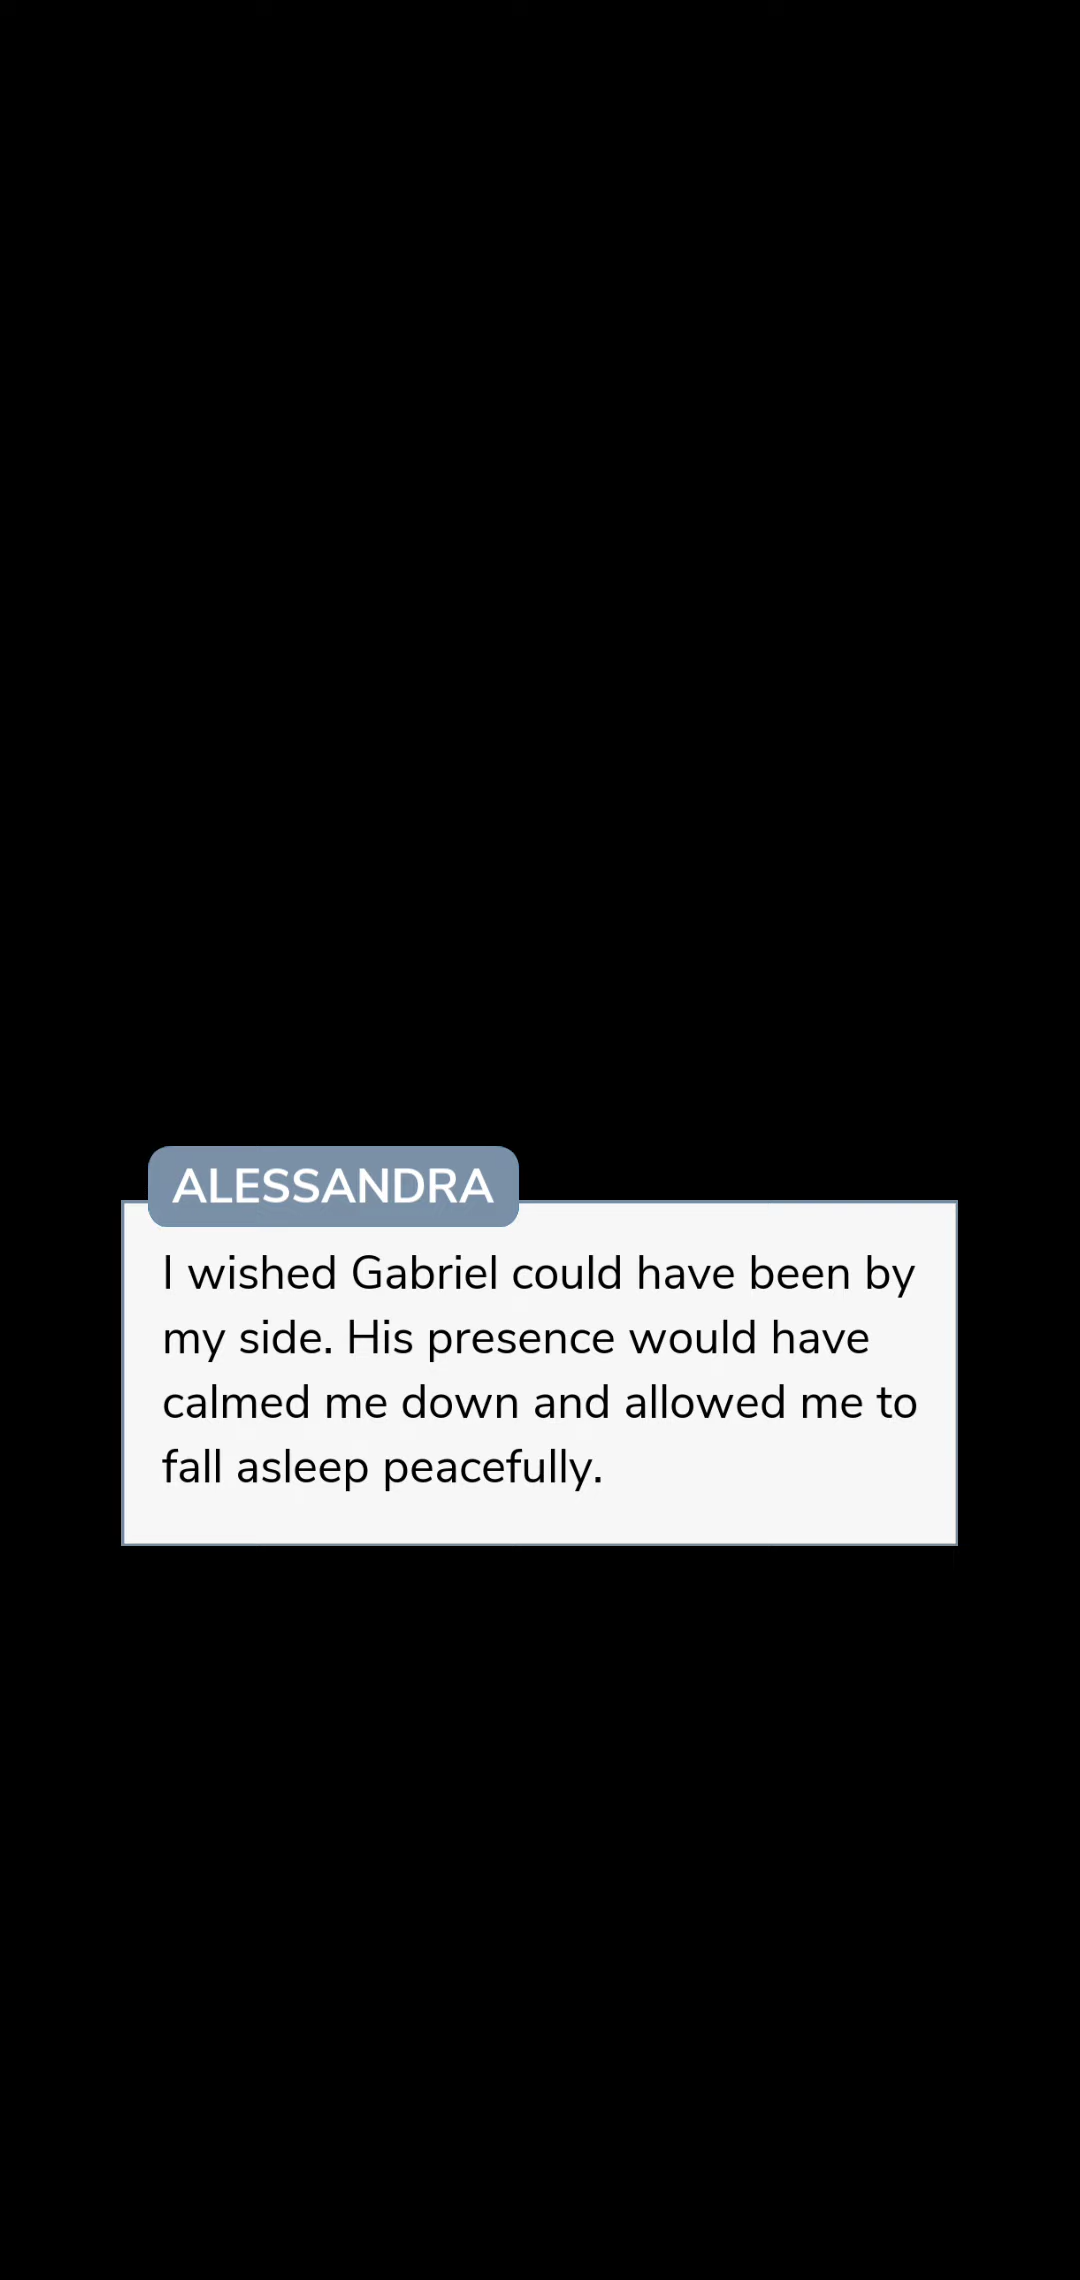 ALESSANDRA
I wished Gabriel could have been by
my side. His presence would have
calmed me down and allowed me to
fall asleep peacefully.